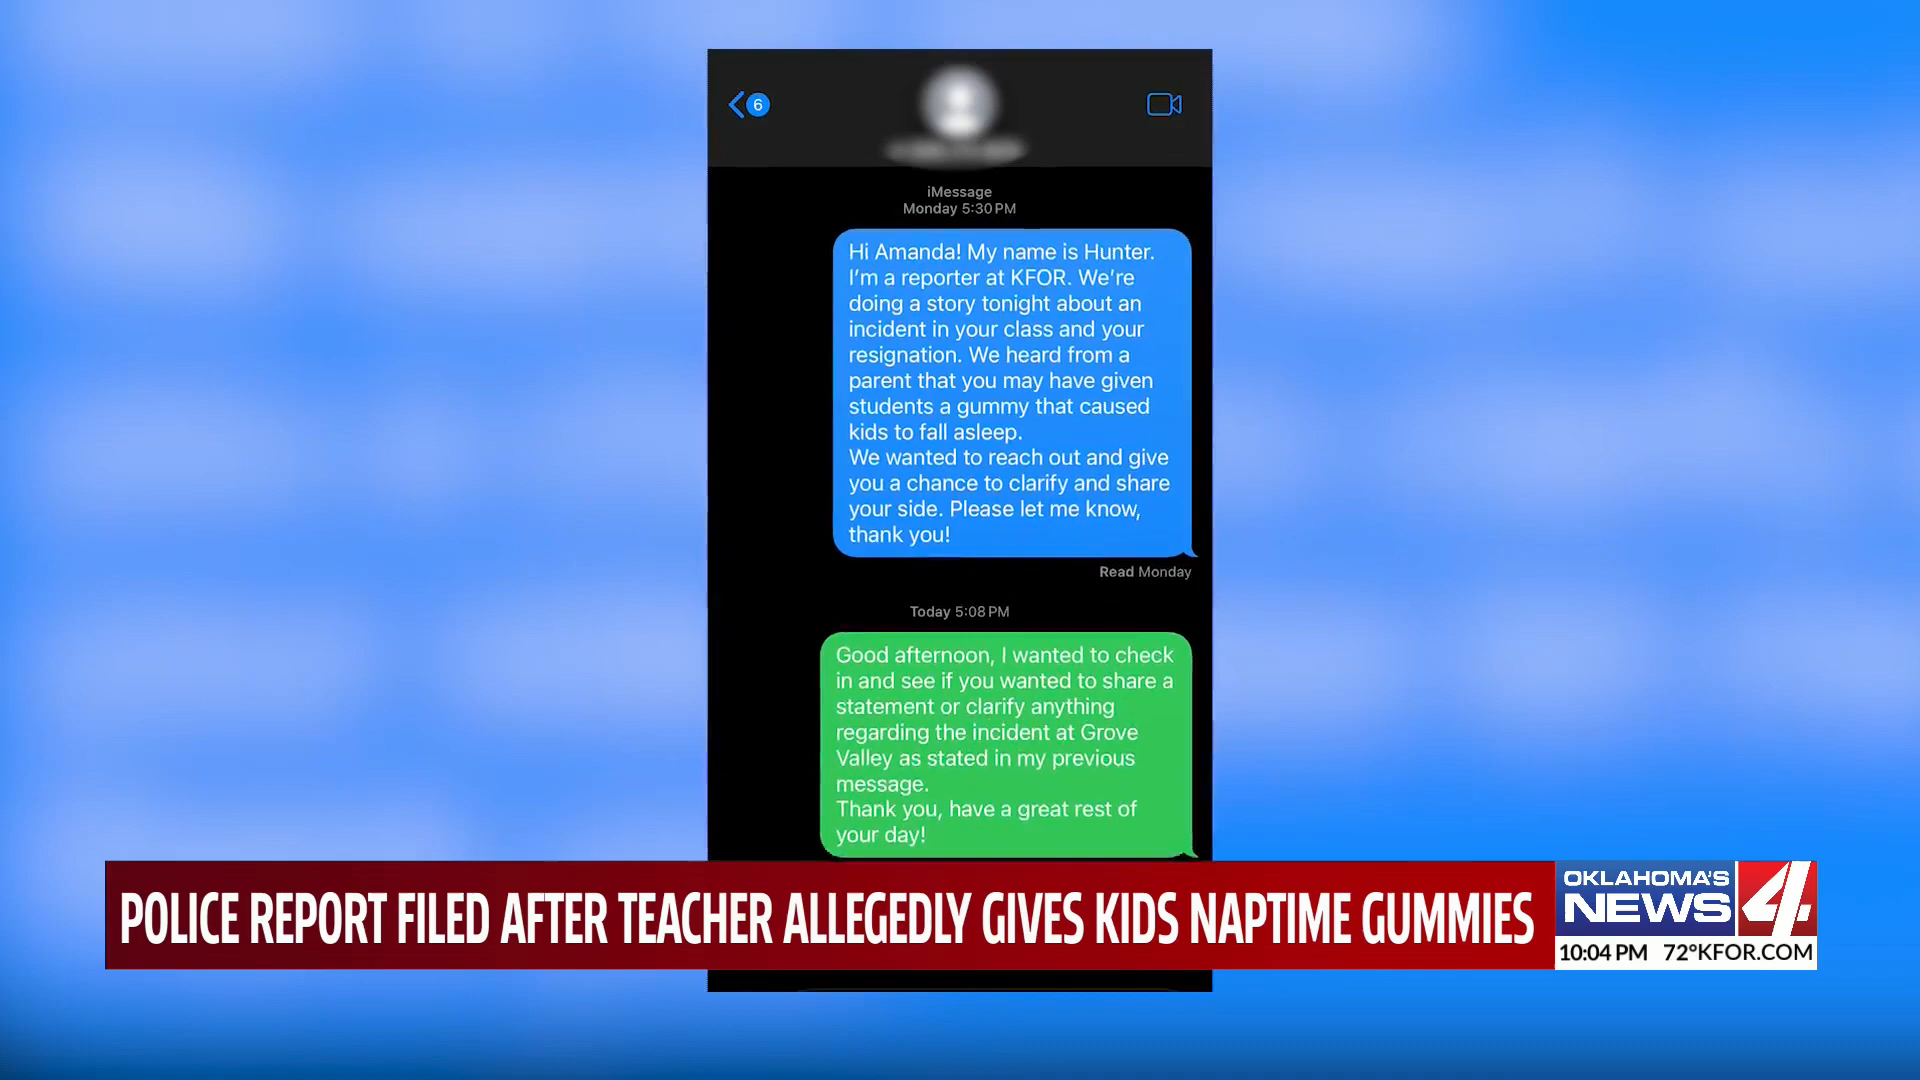 6
iMessage
Monday 5:30 PM
Hi Amanda! My name is Hunter.
I'm a reporter at KFOR. We're
doing a story tonight about an
incident in your class and your
resignation. We heard from a
parent that you may have given
students a gummy that caused
kids to fall asleep.
We wanted to reach out and give
you a chance to clarify and share
your side. Please let me know,
thank you!
Read Monday
Today 5:08 PM
Good afternoon, I wanted to check
in and see if you wanted to share a
statement or clarify anything
regarding the incident at Grove
Valley as stated in my previous
message.
Thank you, have a great rest of
your day!
POLICE REPORT FILED AFTER TEACHER ALLEGEDLY GIVES KIDS NAPTIME GUMMIES
OKLAHOMA'S
NEWS 4
10:04 PM 72° KFOR.COM